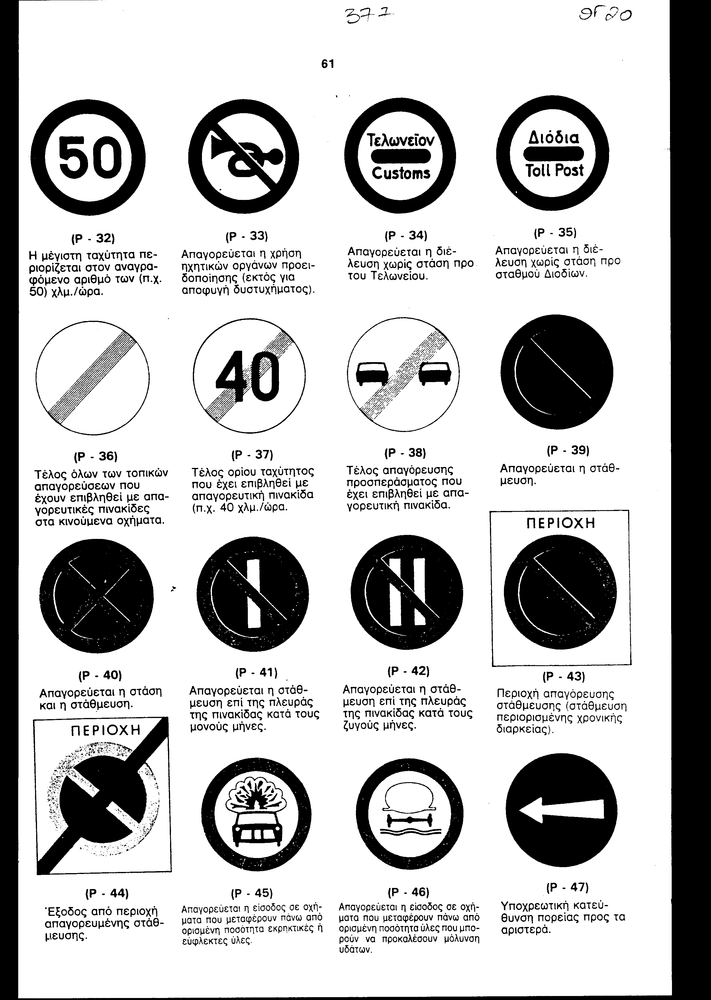 377
61
50
Τελωνεῖον
Customs
Διόδια
Toll Post
(Ρ - 32)
Η μέγιστη ταχύτητα πε-
ριορίζεται στον αναγρα-
φόμενο αριθμό των (π.χ.
50) χλμ./ώρα.
(Ρ - 33)
Απαγορεύεται η χρήση
ηχητικών οργάνων προει-
δοποίησης (εκτός για
αποφυγή δυστυχήματος).
(Ρ - 34)
Απαγορεύεται η διέ-
λευση χωρίς στάση προ
του Τελωνείου.
(Ρ - 35)
Απαγορεύεται η διέ-
λευση χωρίς στάση προ
σταθμού Διοδίων.
40
(Ρ - 36)
Τέλος όλων των τοπικών
απαγορεύσεων που
έχουν επιβληθεί με απα-
γορευτικές πινακίδες
στα κινούμενα οχήματα.
(Ρ - 37)
Τέλος ορίου ταχύτητος
που έχει επιβληθεί με
απαγορευτική πινακίδα
(π.χ. 40 χλμ./ώρα.
(Ρ - 38)
Τέλος απαγόρευσης
προσπεράσματος που
έχει επιβληθεί με απα-
γορευτική πινακίδα.
(Ρ - 39)
Απαγορεύεται η στάθ-
μευση.
ΠΕΡΙΟΧΗ
(Ρ - 40)
Απαγορεύεται η στάση
και η στάθμευση.
(Ρ - 41)
Απαγορεύεται η στάθ-
μευση επί της πλευράς
της πινακίδας κατά τους
μονούς μήνες.
(Ρ - 42)
Απαγορεύεται η στάθ-
μευση επί της πλευράς
της πινακίδας κατά τους
ζυγούς μήνες.
(Ρ - 43)
Περιοχή απαγόρευσης
στάθμευσης (στάθμευση
περιορισμένης χρονικής
διαρκείας).
ΠΕΡΙΟΧΗ
(Ρ - 44)
Έξοδος από περιοχή
απαγορευμένης στάθ-
μευσης.
(Ρ - 45)
Απαγορεύεται η είσοδος σε οχή-
ματα που μεταφέρουν πάνω από
ορισμένη ποσότητα εκρηκτικές ή
εύφλεκτες ύλες.
(Ρ - 46)
Απαγορεύεται η είσοδος σε οχή-
ματα που μεταφέρουν πάνω από
ορισμένη ποσότητα ύλες που μπο-
ρούν να προκαλέσουν μόλυνση
υδάτων.
(Ρ - 47)
Υποχρεωτική κατεύ-
θυνση πορείας προς τα
αριστερά.